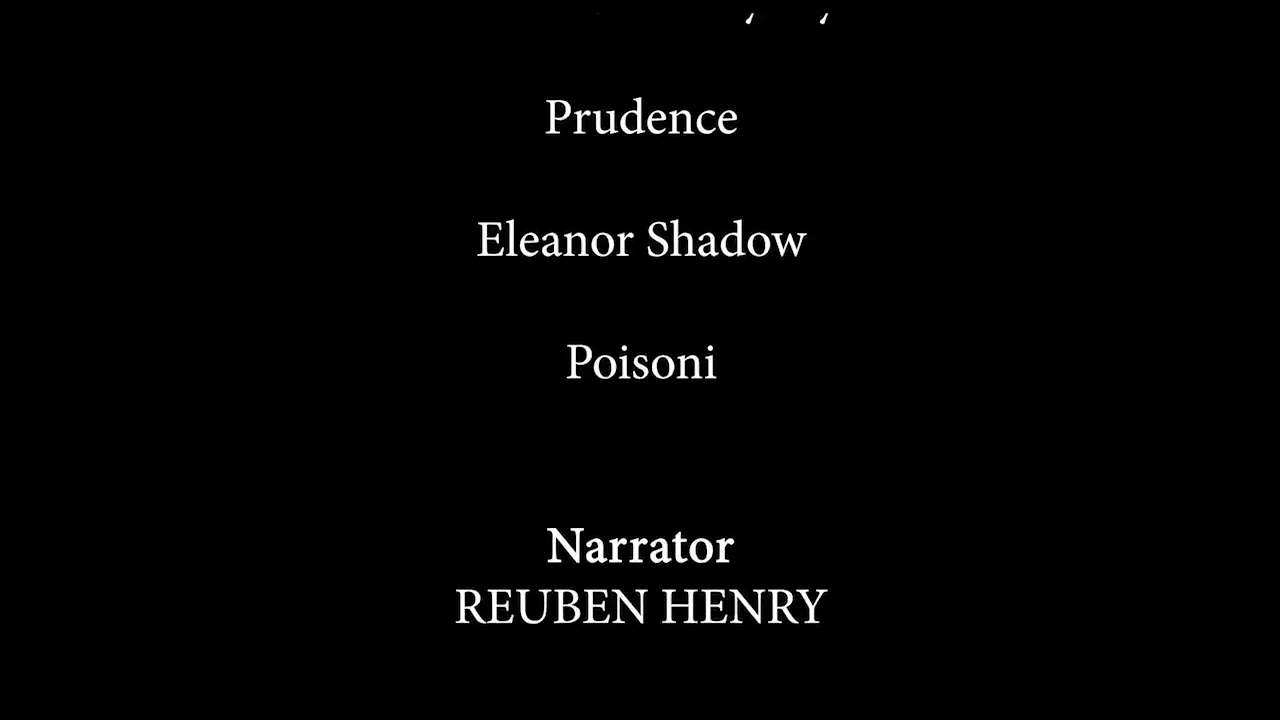 Prudence
Eleanor Shadow
Poisoni
Narrator
REUBEN HENRY